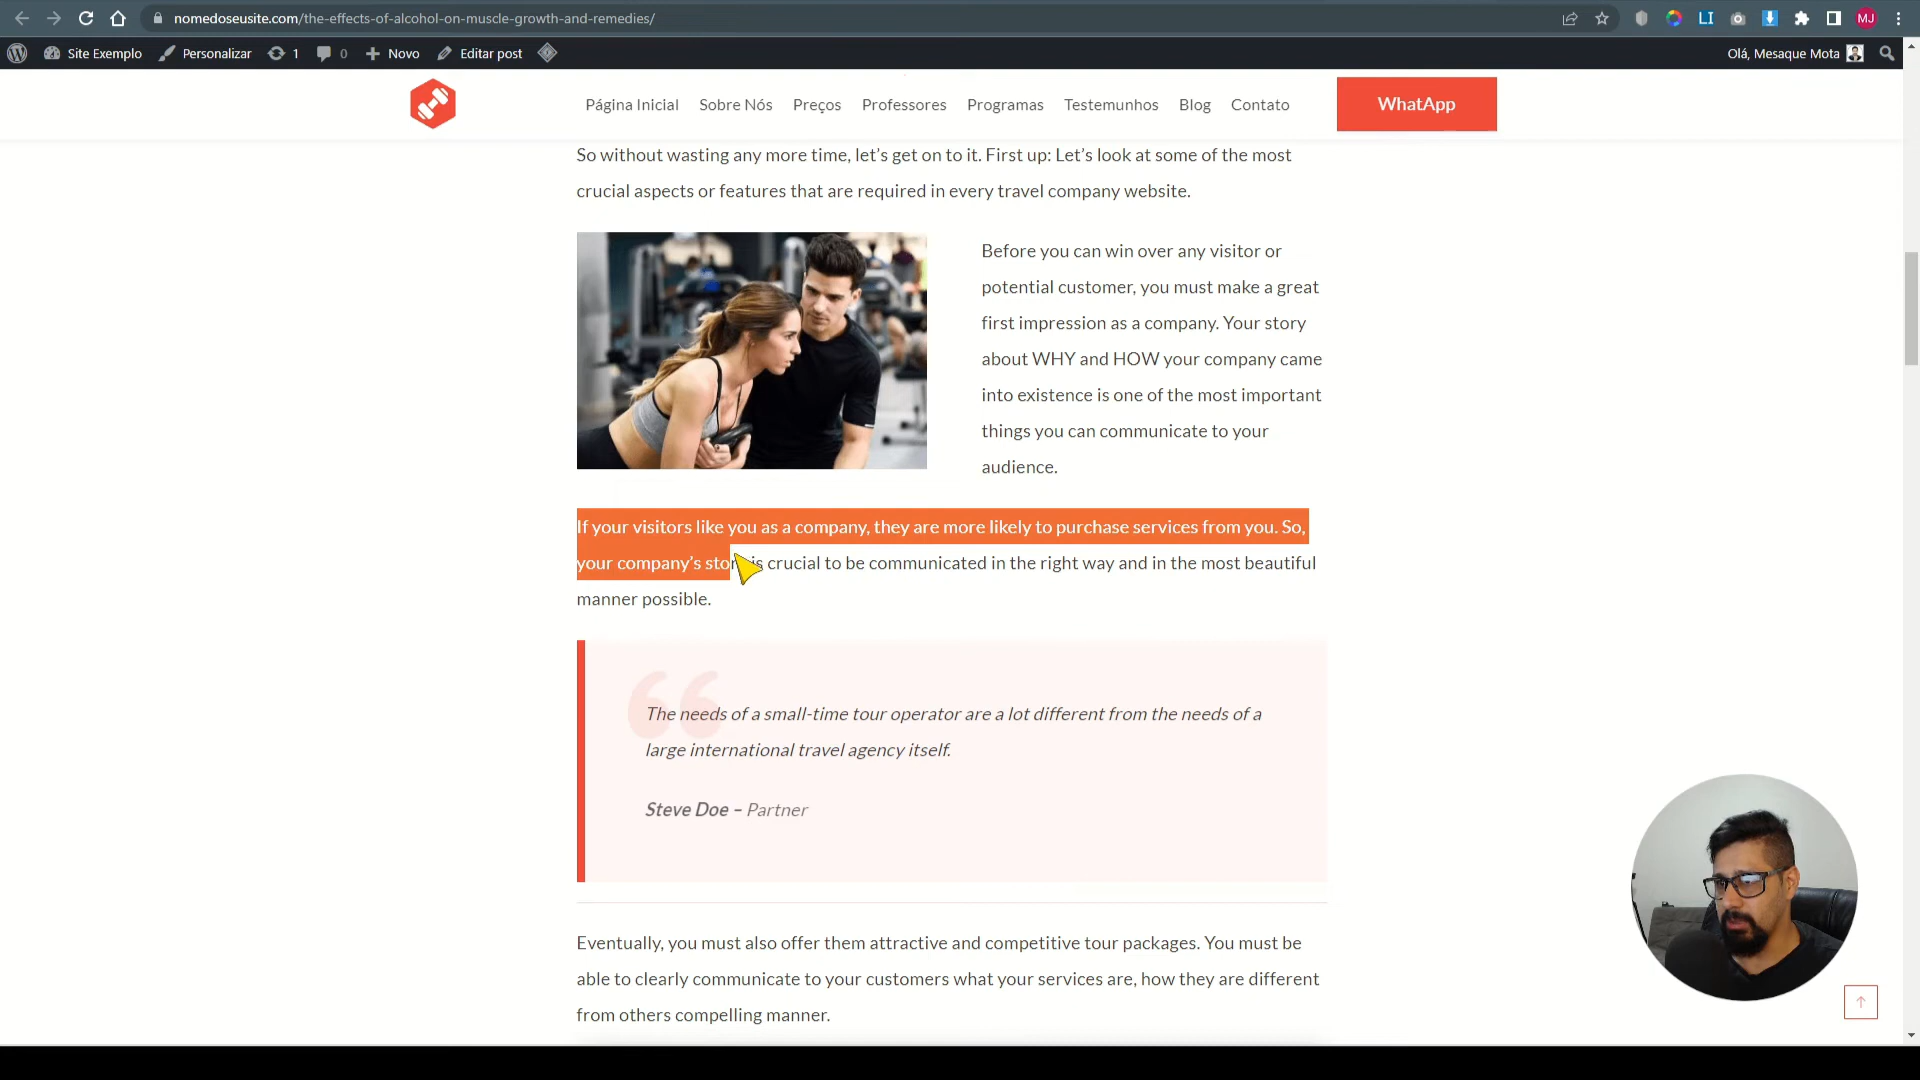 nomedoseusite.com/the-effects-of-alcohol-on-muscle-growth-and-remedies/
LI
MJ
Site Exemplo
Personalizar
1
0
Novo
Editar post
Olá, Mesaque Mota
Página Inicial
Sobre Nós
Preços
Professores
Programas
Testemunhos
Blog
Contato
WhatApp
So without wasting any more time, let’s get on to it. First up: Let’s look at some of the most
crucial aspects or features that are required in every travel company website.
Before you can win over any visitor or
potential customer, you must make a great
first impression as a company. Your story
about WHY and HOW your company came
into existence is one of the most important
things you can communicate to your
audience.
If your visitors like you as a company, they are more likely to purchase services from you. So,
your company’s story is crucial to be communicated in the right way and in the most beautiful
manner possible.
The needs of a small-time tour operator are a lot different from the needs of a
large international travel agency itself.
Steve Doe – Partner
Eventually, you must also offer them attractive and competitive tour packages. You must be
able to clearly communicate to your customers what your services are, how they are different
from others compelling manner.